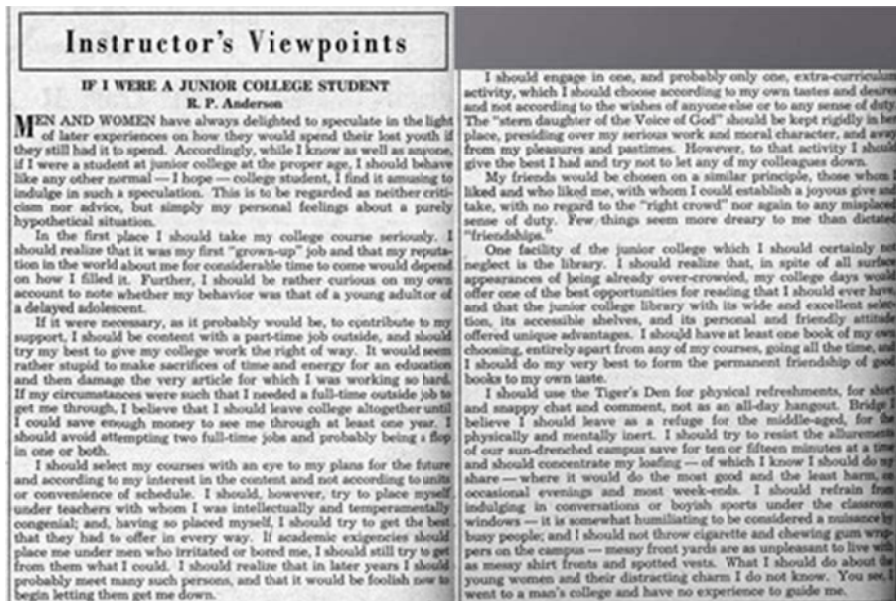 Instructor's Viewpoints
IF I WERE A JUNIOR COLLEGE STUDENT
R. P. Anderson
MEN AND WOMEN have always delighted to speculate in the light
of later experiences on how they would spend their lost youth if
they still had it to spend. Accordingly, while I know as well as anyone,
if I were a student at junior college at the proper age, I should behave
like any other normal — I hope — college student, I find it amusing to
indulge in such a speculation. This is to be regarded as neither criti-
cism nor advice, but simply my personal feelings about a purely
hypothetical situation.
In the first place I should take my college course seriously. I
should realize that it was my first "grown-up" job and that my reputa-
tion in the world about me for considerable time to come would depend
on how I filled it. Further, I should be rather curious on my own
account to note whether my behavior was that of a young adult or of
a delayed adolescent.
If it were necessary, as it probably would be, to contribute to my
support, I should be content with a part-time job outside, and should
try my best to give my college work the right of way. It would seem
rather stupid to make sacrifices of time and energy for an education
and then damage the very article for which I was working so hard.
If my circumstances were such that I needed a full-time outside job to
get me through, I believe that I should leave college altogether until
I could save enough money to see me through at least one year. I
should avoid attempting two full-time jobs and probably being a flop
in one or both.
I should select my courses with an eye to my plans for the future
and according to my interest in the content and not according to units
or convenience of schedule. I should, however, try to place myself
under teachers with whom I was intellectually and temperamentally
congenial; and, having so placed myself, I should try to get the best
that they had to offer in every way. If academic exigencies should
place me under men who irritated or bored me, I should still try to get
from them what I could. I should realize that in later years I should
probably meet many such persons, and that it would be foolish now to
begin letting them get me down.
I should engage in one, and probably only one, extra-curricular
activity, which I should choose according to my own tastes and desires
and not according to the wishes of anyone else or to any sense of duty.
The "stern daughter of the Voice of God" should be kept rigidly in
place, presiding over my serious work and moral character, and away
from my pleasures and pastimes. However, to that activity I should
give the best I had and try not to let any of my colleagues down.
My friends would be chosen on a similar principle, those whom I
liked and who liked me, with whom I could establish a joyous give and
take, with no regard to the "right crowd" nor again to any misplaced
sense of duty. Few things seem more dreary to me than dictated
"friendships."
One facility of the junior college which I should certainly not
neglect is the library. I should realize that, in spite of all surface
appearances of being already over-crowded, my college days would
offer one of the best opportunities for reading that I should ever have,
and that the junior college library with its wide and excellent selec-
tion, its accessible shelves, and its personal and friendly attitude
offered unique advantages. I should have at least one book of my own
choosing, entirely apart from any of my courses, going all the time, and
I should do my very best to form the permanent friendship of good
books to my own taste.
I should use the Tiger's Den for physical refreshments, for short
and snappy chat and comment, not as an all-day hangout. Bridge I
believe I should leave as a refuge for the middle-aged, for the
physically and mentally inert. I should try to resist the allurements
of our sun-drenched campus save for ten or fifteen minutes at a time
and should concentrate my loafing — of which I know I should do my
share — where it would do the most good and the least harm, on
occasional evenings and most week-ends. I should refrain from
indulging in conversations or boyish sports under the classroom
windows — it is somewhat humiliating to be considered a nuisance by
busy people; and I should not throw cigarette and chewing gum wrap-
pers on the campus — messy front yards are as unpleasant to live with
as messy shirt fronts and spotted vests. What I should do about the
young women and their distracting charm I do not know. You see, I
went to a man's college and have no experience to guide me.